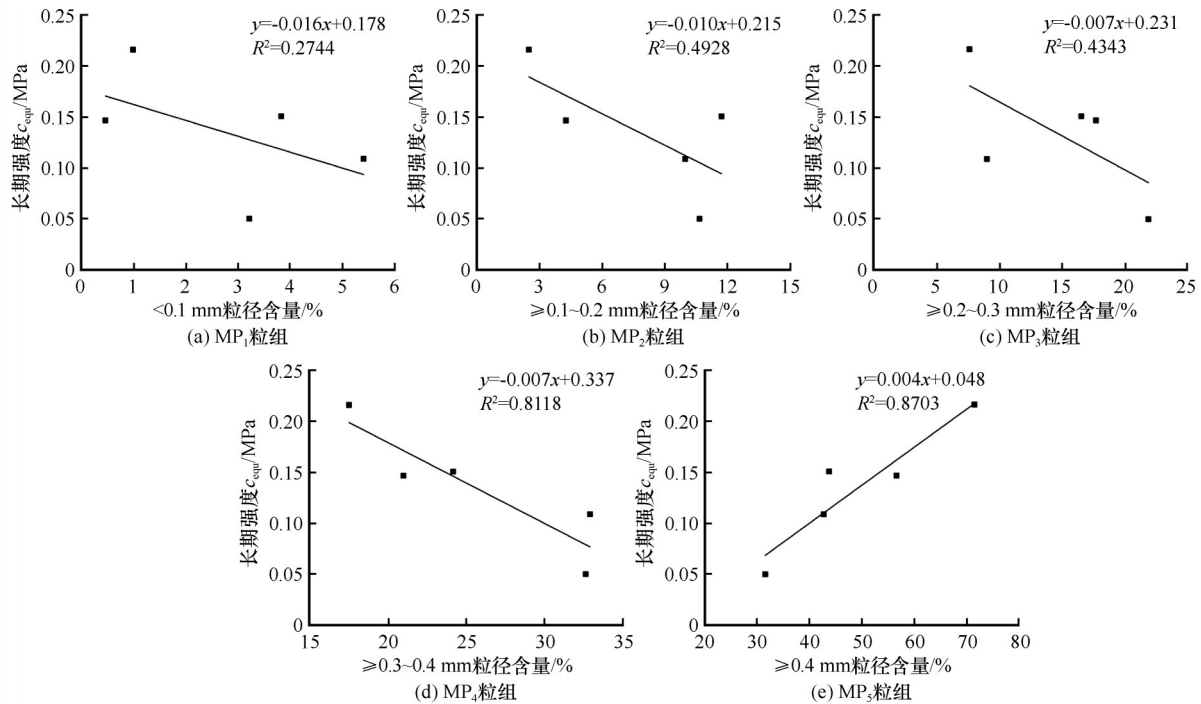 y=-0.016x+0.178
R²=0.2744
0.25
0.20
0.15
0.10
0.05
0
长期强度cequ/MPa
0 1 2 3 4 5 6
<0.1 mm粒径含量/%
(a) MP₁粒组
y=-0.010x+0.215
R²=0.4928
0.25
0.20
0.15
0.10
0.05
0
长期强度cequ/MPa
0 3 6 9 12 15
≥0.1~0.2 mm粒径含量/%
(b) MP₂粒组
y=-0.007x+0.231
R²=0.4343
0.25
0.20
0.15
0.10
0.05
0
长期强度cequ/MPa
0 5 10 15 20 25
≥0.2~0.3 mm粒径含量/%
(c) MP₃粒组
y=-0.007x+0.337
R²=0.8118
0.25
0.20
0.15
0.10
0.05
0
长期强度cequ/MPa
15 20 25 30 35
≥0.3~0.4 mm粒径含量/%
(d) MP₄粒组
y=0.004x+0.048
R²=0.8703
0.25
0.20
0.15
0.10
0.05
0
长期强度cequ/MPa
20 30 40 50 60 70 80
≥0.4 mm粒径含量/%
(e) MP₅粒组